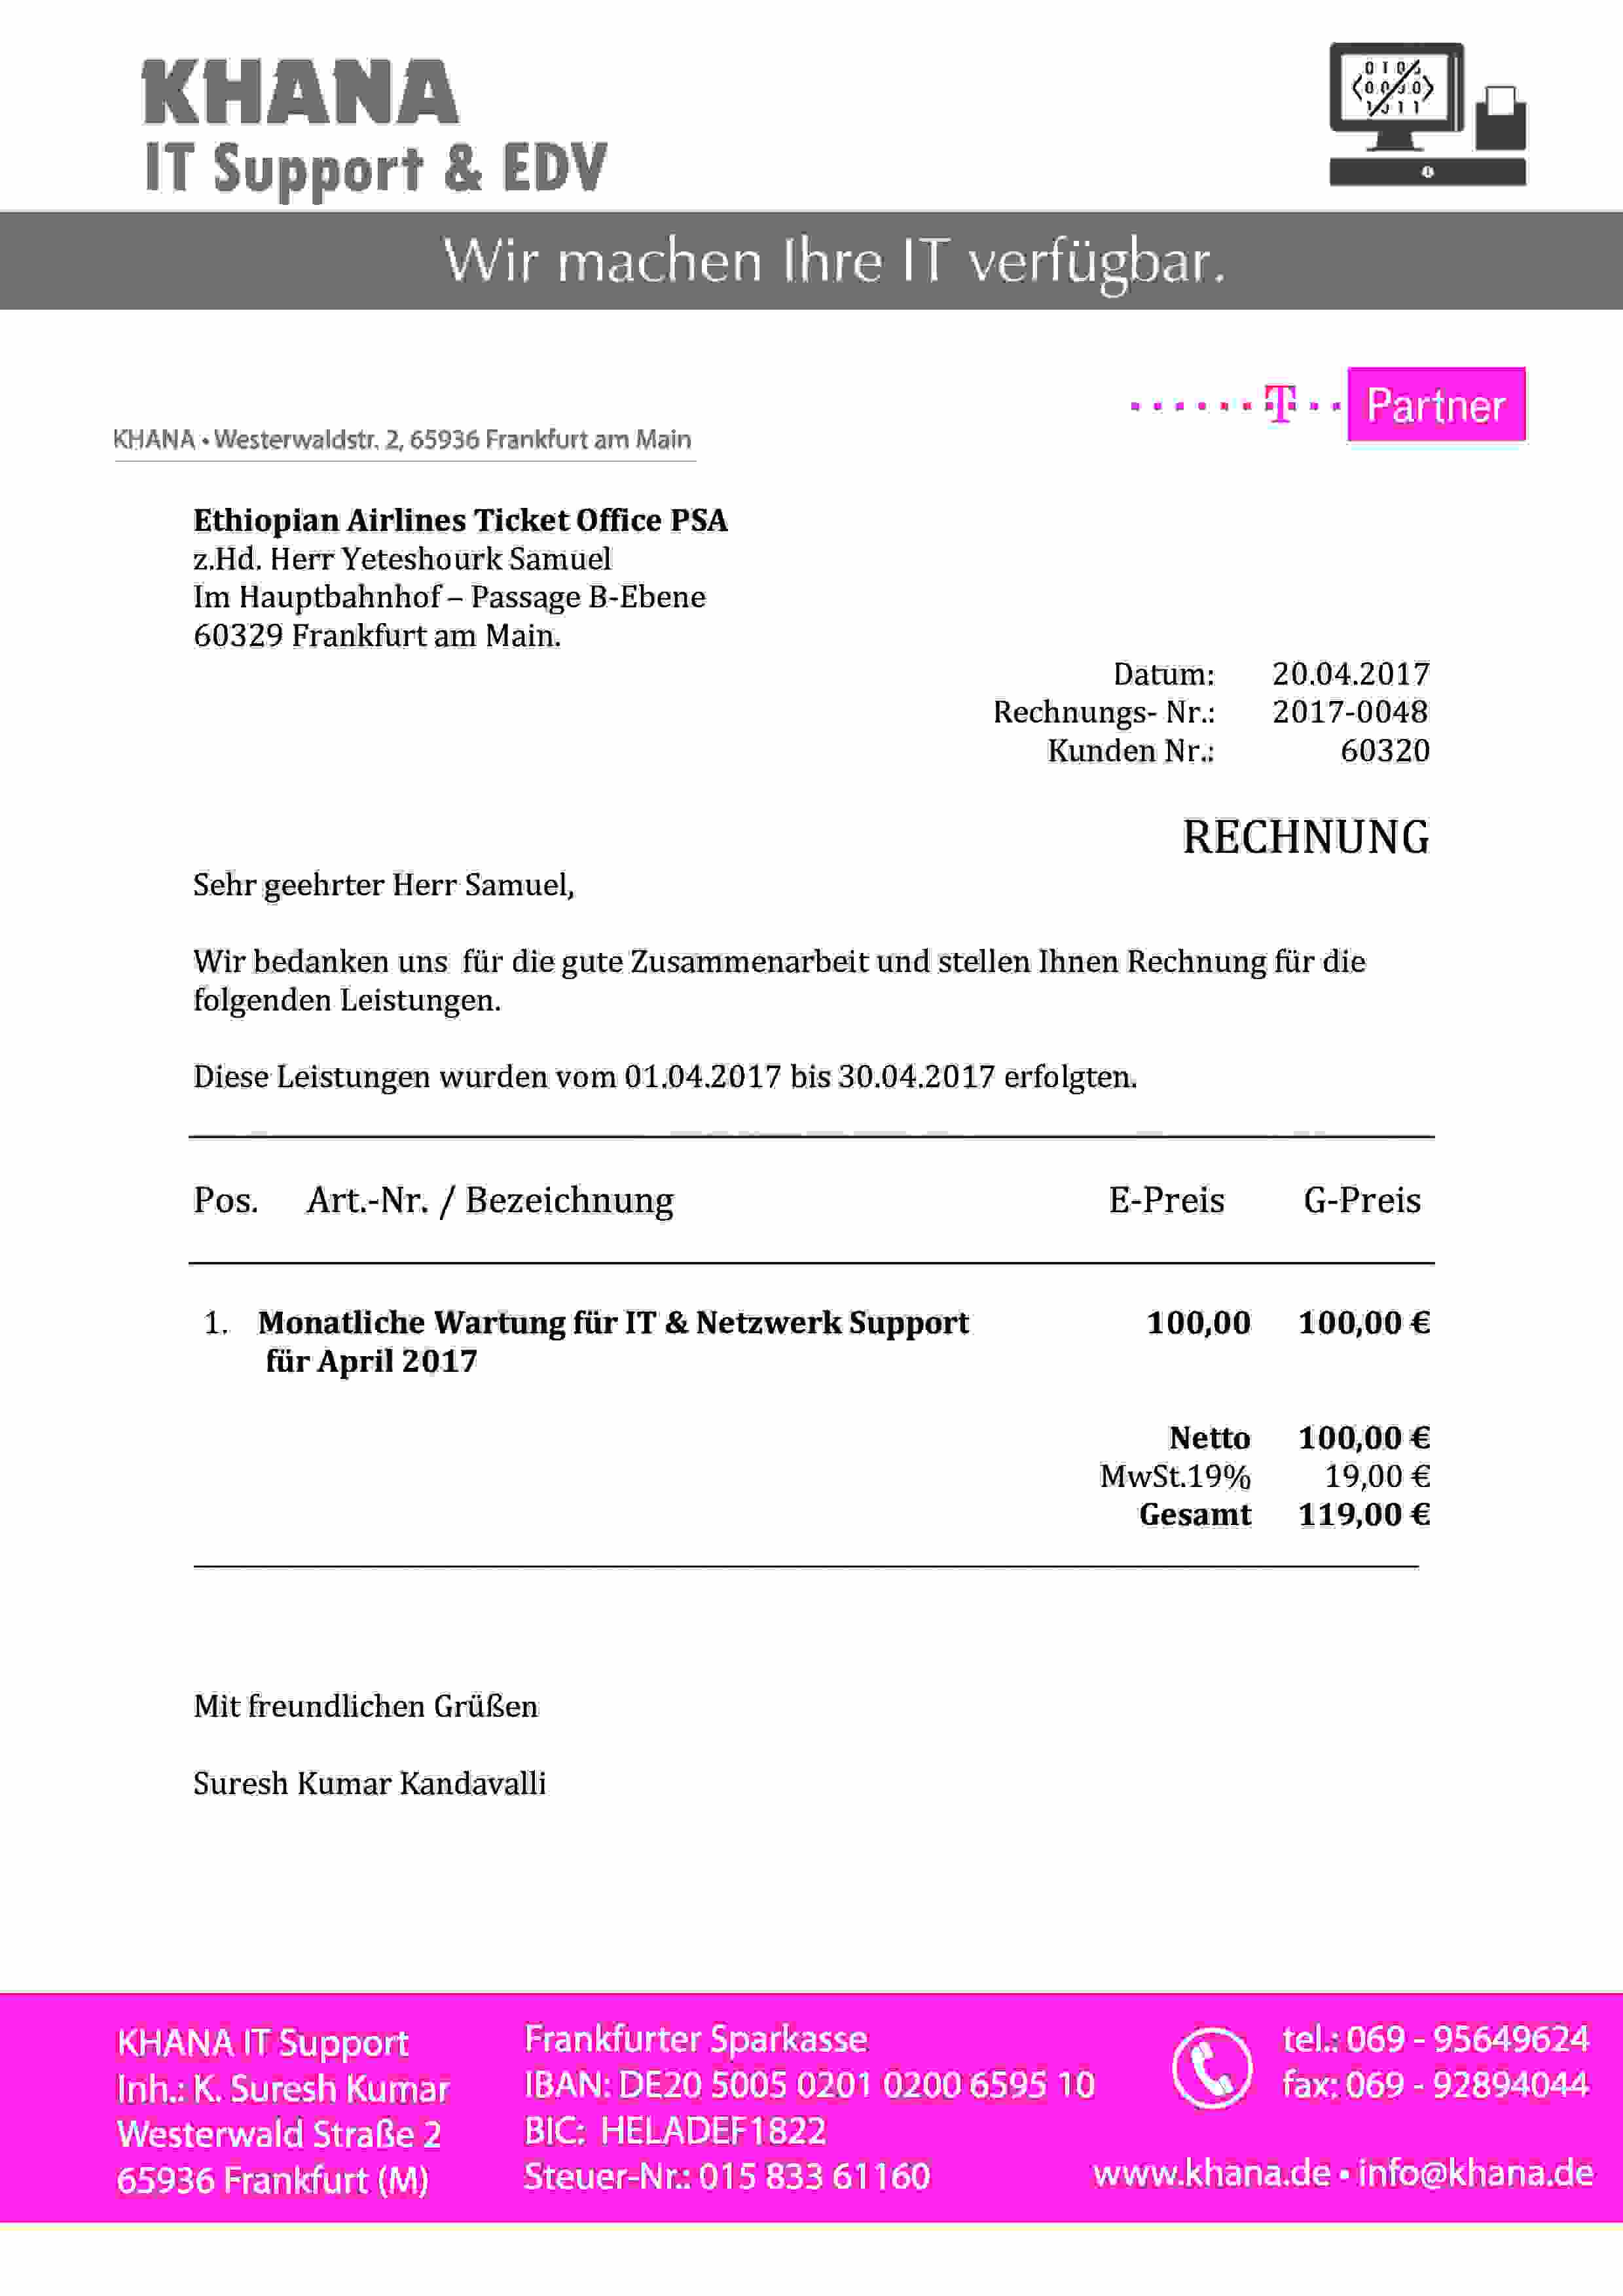 KHANA
IT Support & EDV
Wir machen Ihre IT verfügbar.
T Partner
KHANA • Westerwaldstr. 2, 65936 Frankfurt am Main
Ethiopian Airlines Ticket Office PSA
z.Hd. Herr Yeteshourk Samuel
Im Hauptbahnhof – Passage B-Ebene
60329 Frankfurt am Main.
Datum: 20.04.2017
Rechnungs- Nr.: 2017-0048
Kunden Nr.: 60320
RECHNUNG
Sehr geehrter Herr Samuel,
Wir bedanken uns für die gute Zusammenarbeit und stellen Ihnen Rechnung für die
folgenden Leistungen.
Diese Leistungen wurden vom 01.04.2017 bis 30.04.2017 erfolgten.
Pos. Art.-Nr. / Bezeichnung E-Preis G-Preis
1. Monatliche Wartung für IT & Netzwerk Support 100,00 100,00 €
für April 2017
Netto 100,00 €
MwSt.19% 19,00 €
Gesamt 119,00 €
Mit freundlichen Grüßen
Suresh Kumar Kandavalli
KHANA IT Support
Inh.: K. Suresh Kumar
Westerwald Straße 2
65936 Frankfurt (M)
Frankfurter Sparkasse
IBAN: DE20 5005 0201 0200 6595 10
BIC: HELADEF1822
Steuer-Nr.: 015 833 61160
tel.: 069 - 95649624
fax: 069 - 92894044
www.khana.de • info@khana.de